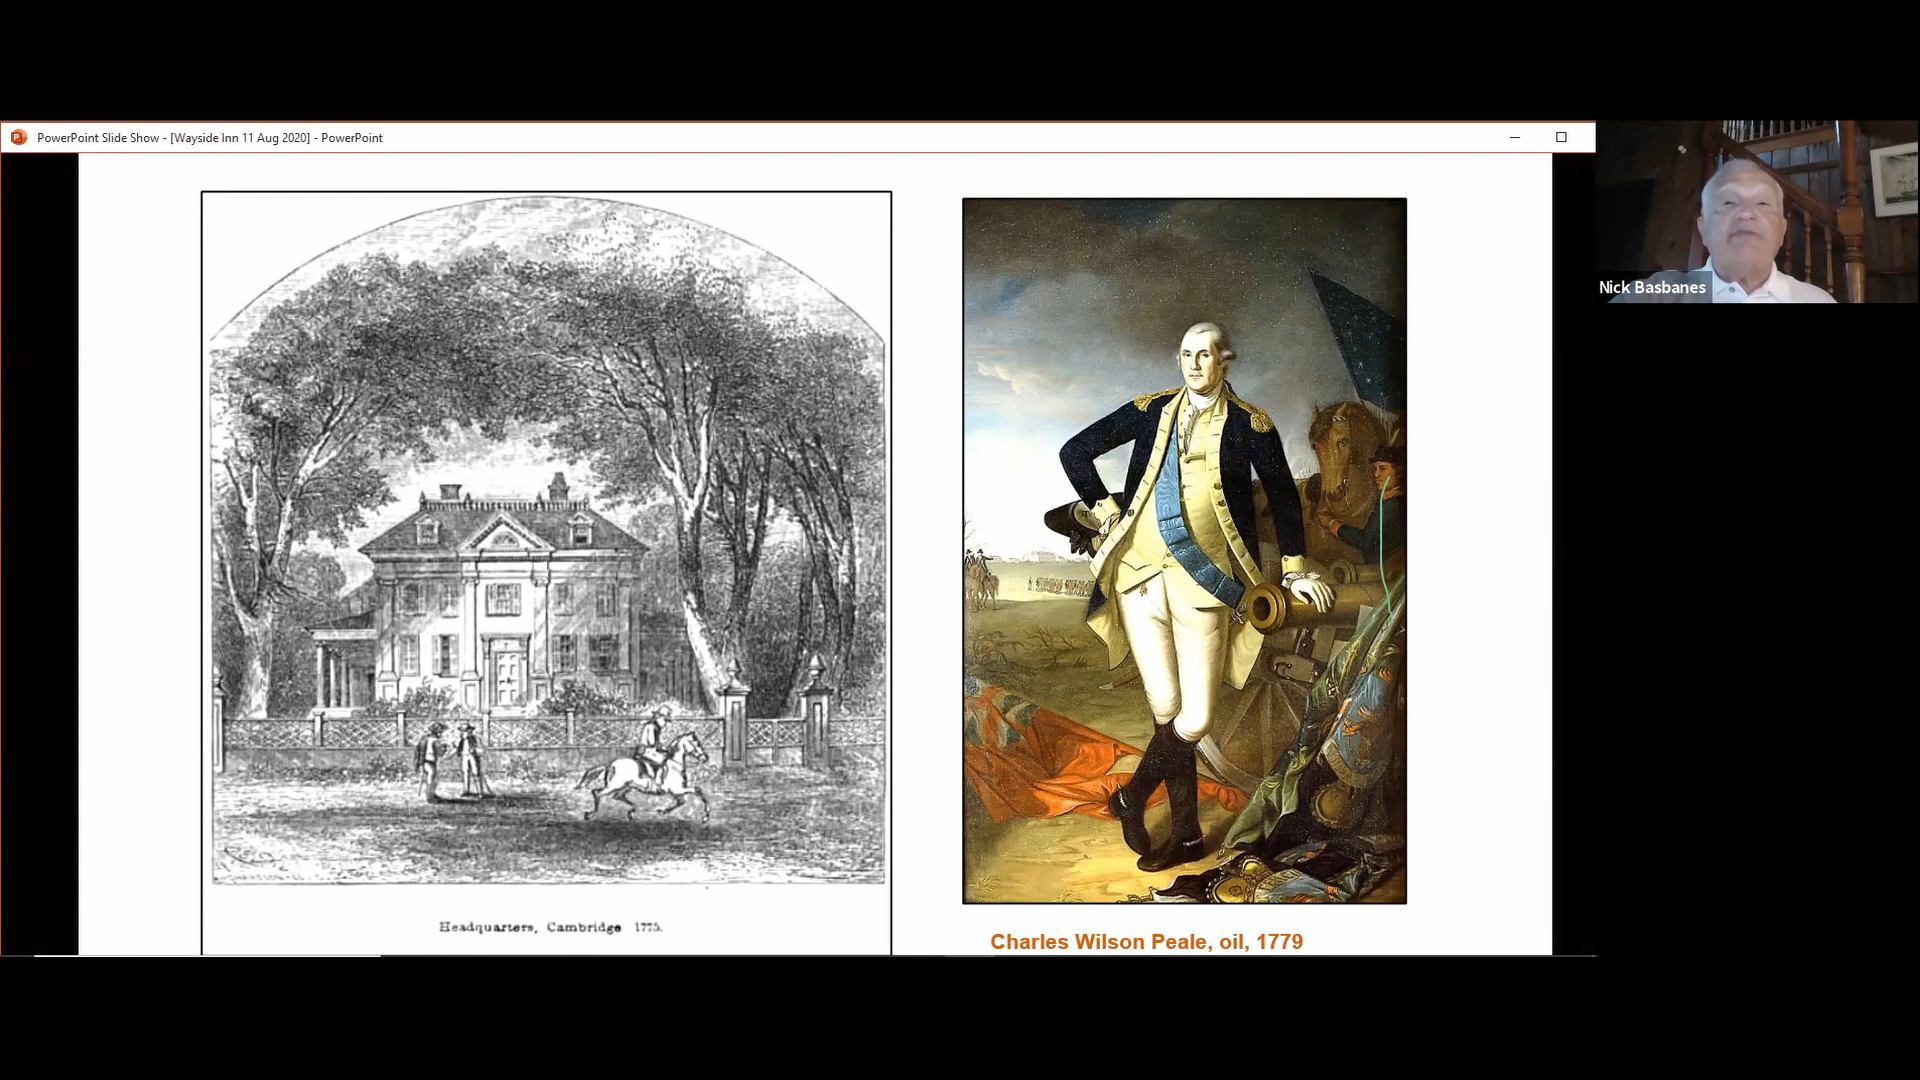 PowerPoint Slide Show - [Wayside Inn 11 Aug 2020] - PowerPoint
Nick Basbanes
Headquarters, Cambridge 1775.
Charles Wilson Peale, oil, 1779